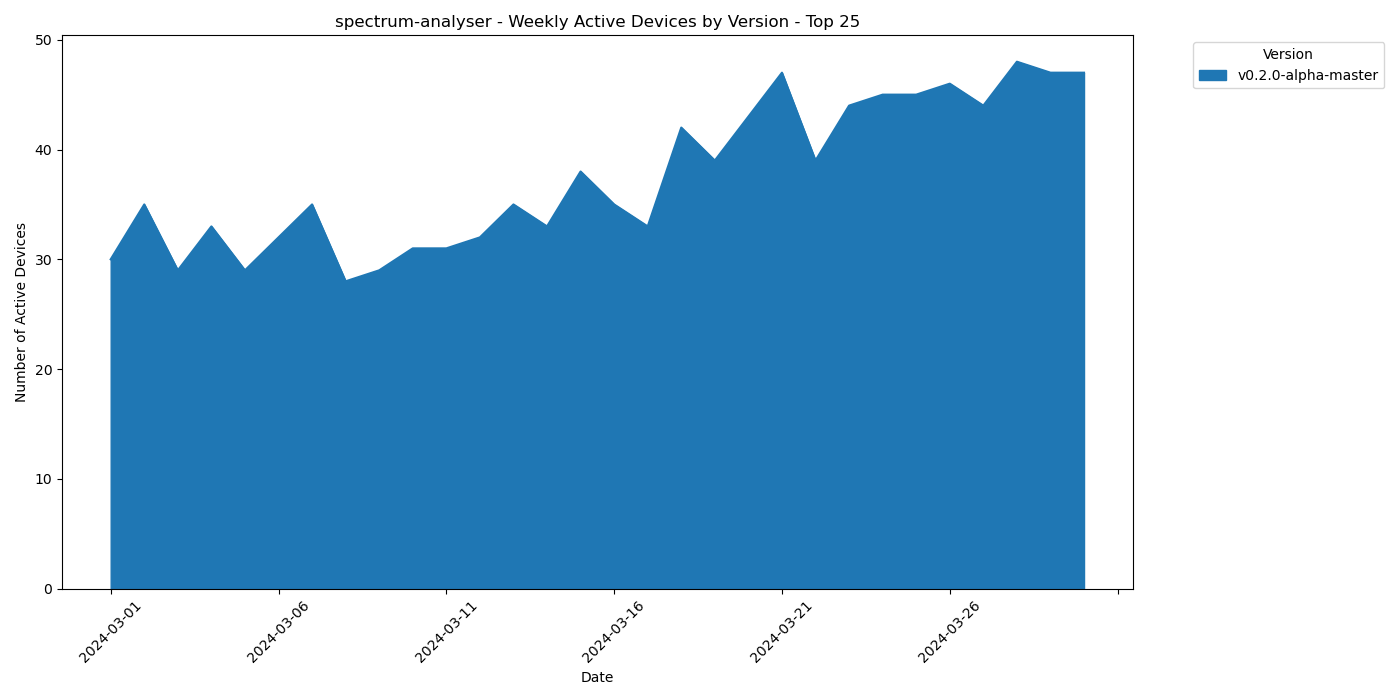 spectrum-analyser - Weekly Active Devices by Version - Top 25
Version
v0.2.0-alpha-master
Number of Active Devices
50
40
30
20
10
0
2024-03-01
2024-03-06
2024-03-11
2024-03-16
2024-03-21
2024-03-26
Date